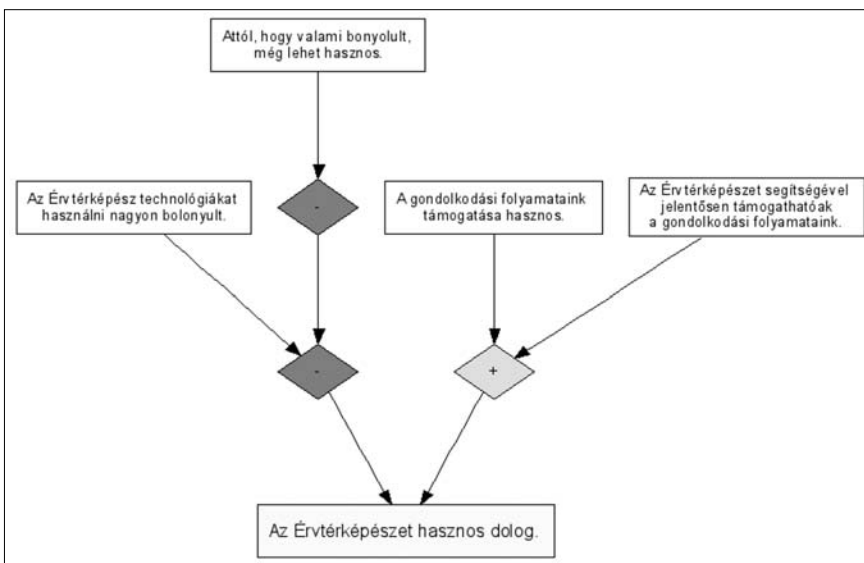 Attól, hogy valami bonyolult,
még lehet hasznos.
Az Érvtérképész technológiákat
használni nagyon bolonyult.
A gondolkodási folyamataink
támogatása hasznos.
Az Érvtérképészet segítségével
jelentősen támogathatóak
a gondolkodási folyamataink.
-
-
+
Az Érvtérképészet hasznos dolog.